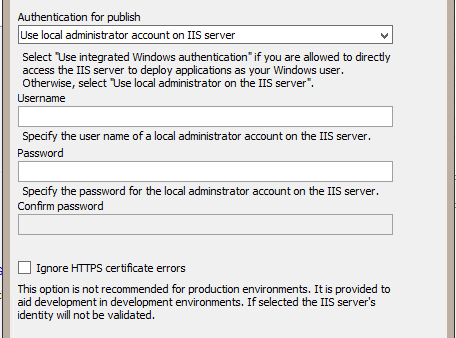 Authentication for publish
Use local administrator account on IIS server
Select "Use integrated Windows authentication" if you are allowed to directly
access the IIS server to deploy applications as your Windows user.
Otherwise, select "Use local administrator on the IIS server".
Username
Specify the user name of a local administrator account on the IIS server.
Password
Specify the password for the local adminstrator account on the IIS server.
Confirm password
Ignore HTTPS certificate errors
This option is not recommended for production environments. It is provided to
aid development in development environments. If selected the IIS server's
identity will not be validated.